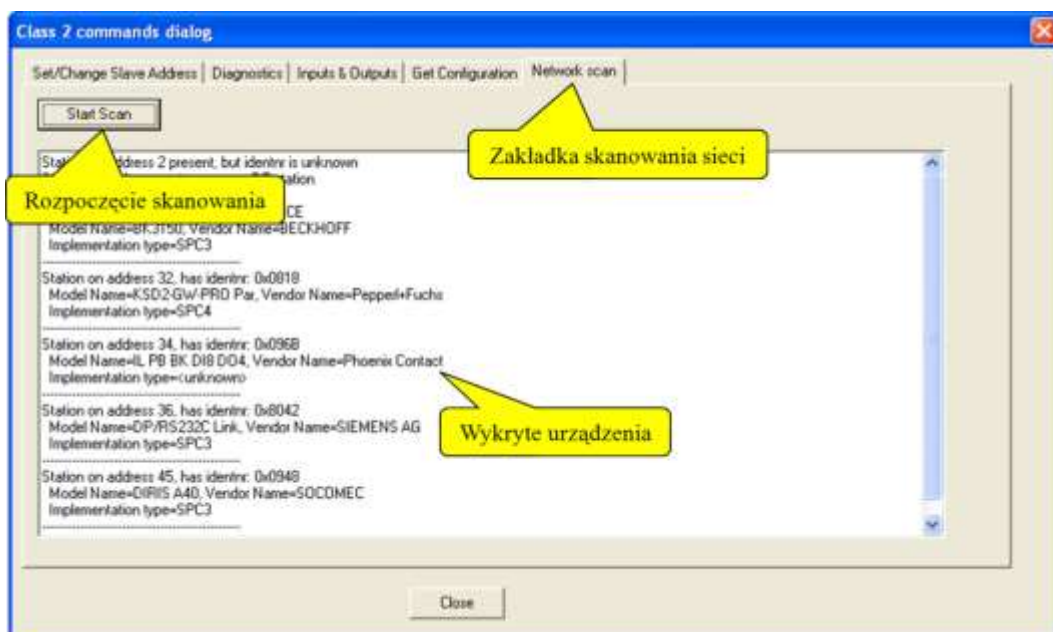 Class 2 commands dialog
Set/Change Slave Address Diagnostics Inputs & Outputs Get Configuration Network scan
Start Scan
Zakładka skanowania sieci
ddress 2 present, but identnr is unknown
Rozpoczęcie skanowania
Model Name=BK3150, Vendor Name=BECKHOFF
Implementation type=SPC3
Station on address 32, has identnr: 0x0818
Model Name=KSD2-GW-PRO Par, Vendor Name=Pepperl+Fuchs
Implementation type=SPC4
Station on address 34, has identnr: 0x096B
Model Name=IL PB BK DI8 DO4, Vendor Name=Phoenix Contact
Implementation type=<unknown>
Station on address 36, has identnr: 0x8042
Model Name=DP/RS232C Link, Vendor Name=SIEMENS AG
Wykryte urządzenia
Implementation type=SPC3
Station on address 45, has identnr: 0x0948
Model Name=DIRIS A40, Vendor Name=SOCOMEC
Implementation type=SPC3
Close